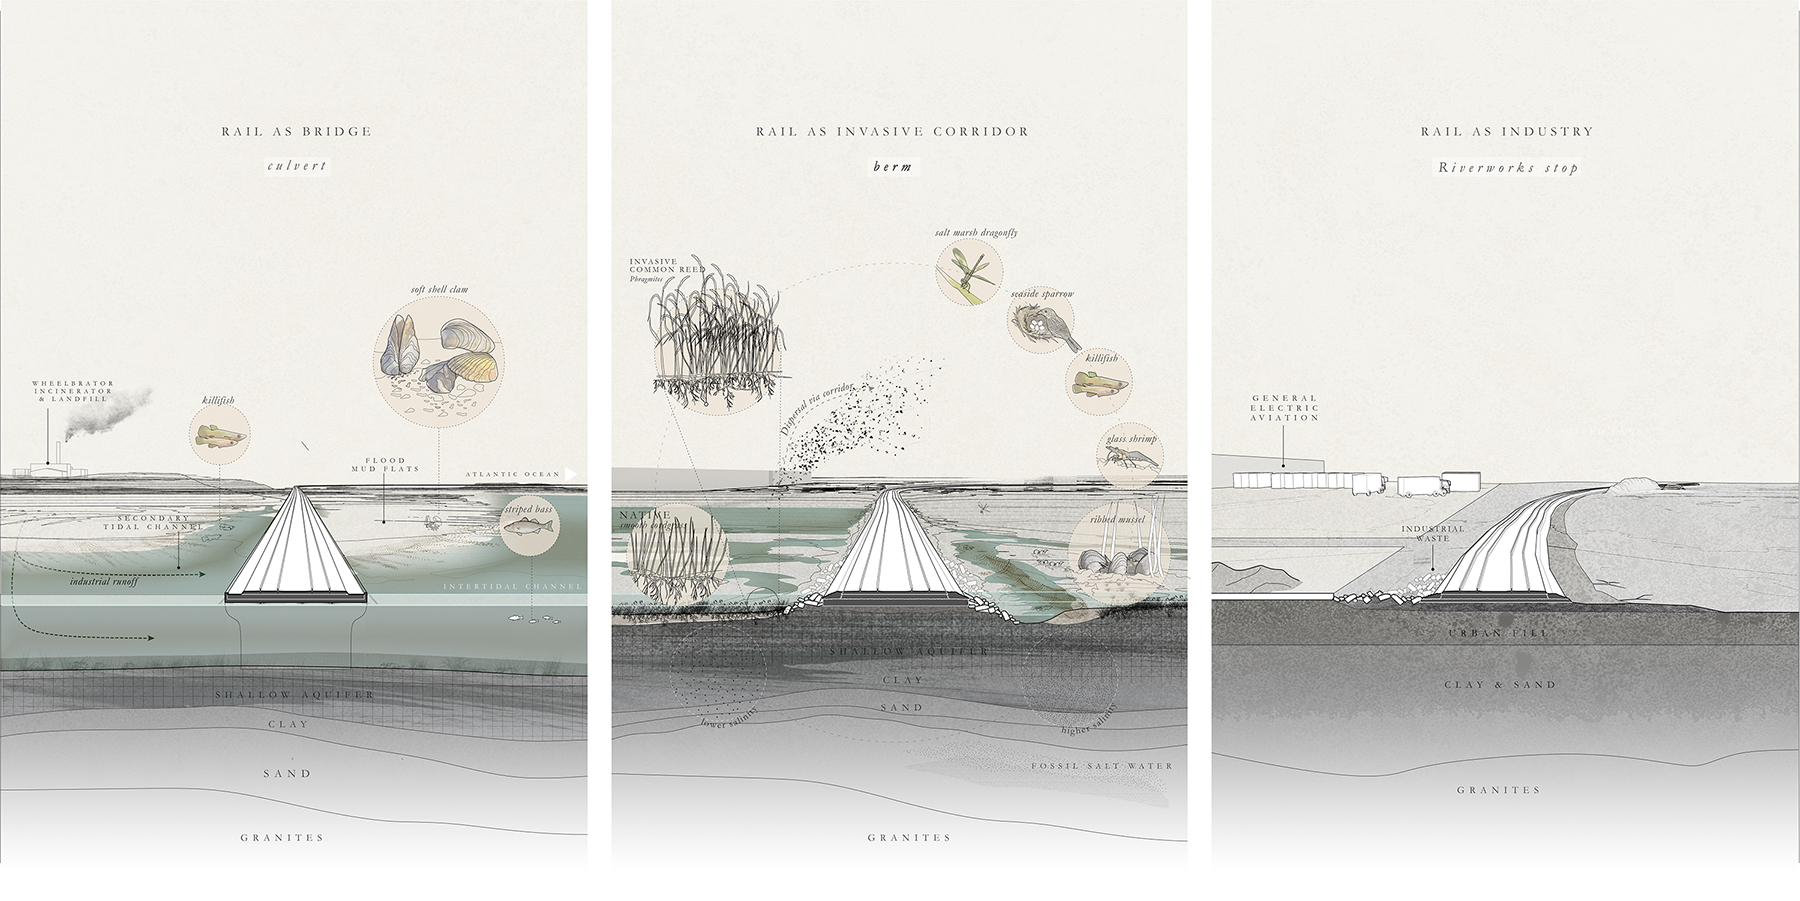 RAIL AS BRIDGE
culvert
soft shell clam
WHEELBRATOR
INCINERATOR
& LANDFILL
killifish
FLOOD
MUD FLATS
ATLANTIC OCEAN
striped bass
SECONDARY
TIDAL CHANNEL
industrial runoff
INTERTIDAL CHANNEL
SHALLOW AQUIFER
CLAY
SAND
GRANITES
RAIL AS INVASIVE CORRIDOR
berm
salt marsh dragonfly
INVASIVE
COMMON REED
Phragmites
seaside sparrow
killifish
Dispersal via corridor
glass shrimp
NATIVE
smooth cordgrass
ribbed mussel
SHALLOW AQUIFER
CLAY
SAND
lower salinity
higher salinity
FOSSIL SALT WATER
GRANITES
RAIL AS INDUSTRY
Riverworks stop
GENERAL
ELECTRIC
AVIATION
INDUSTRIAL
WASTE
URBAN FILL
CLAY & SAND
GRANITES